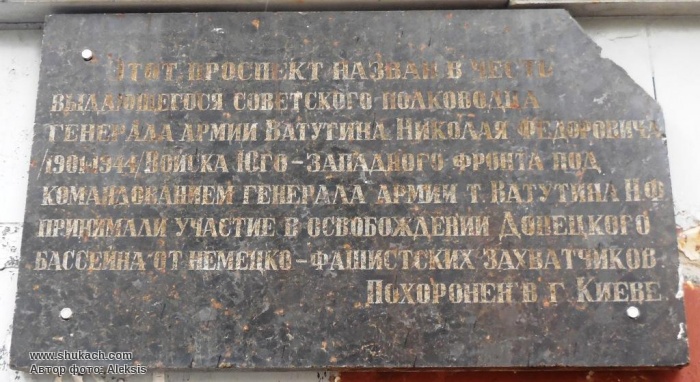 Этот проспект назван в честь
выдающегося советского полководца
генерала армии Ватутина Николая Федоровича
/1901-1944/ Войска Юго-Западного фронта под
командованием генерала армии т. Ватутина Н.Ф
принимали участие в освобождении Донецкого
бассейна от немецко-фашистских захватчиков
Похоронен в г. Киеве
www.shukach.com
Автор фото: Aleksis